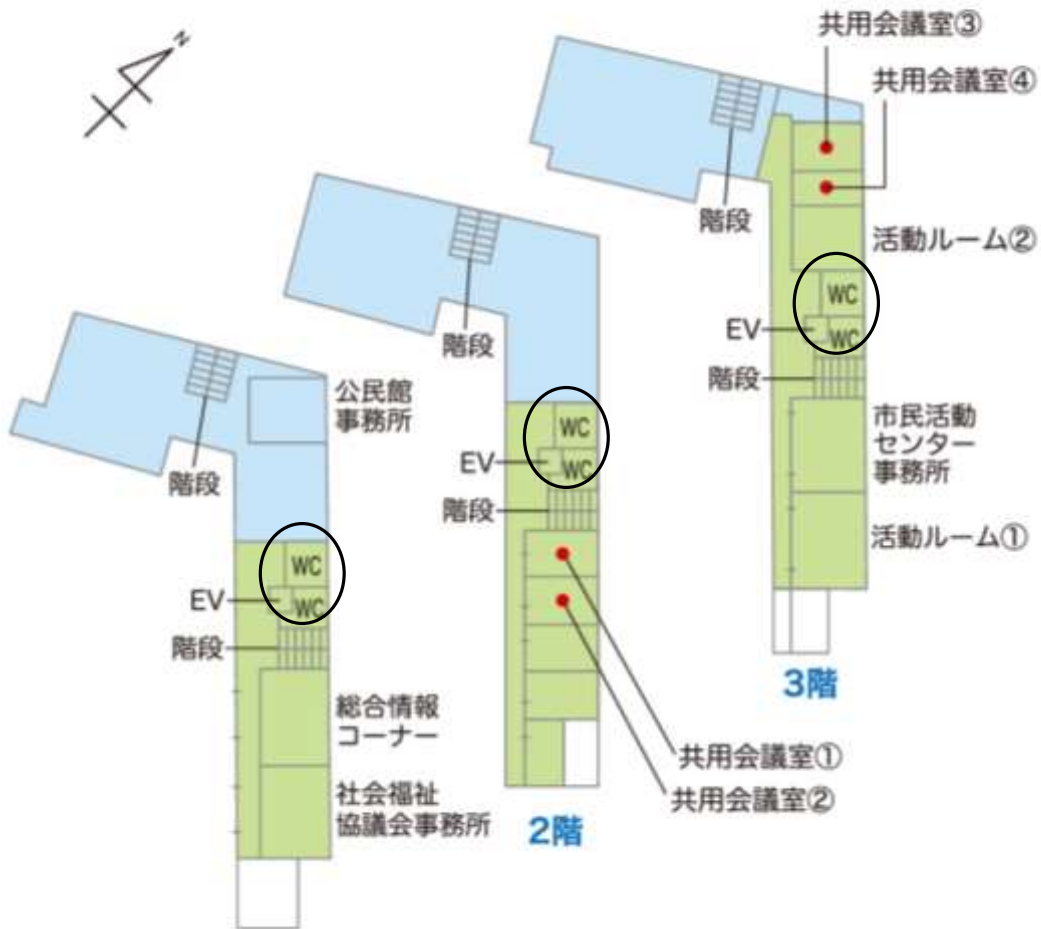 N
公民館
事務所
階段
WC
EV
WC
階段
総合情報
コーナー
社会福祉
協議会事務所
階段
WC
EV
WC
階段
共用会議室①
共用会議室②
2階
共用会議室③
共用会議室④
階段
活動ルーム②
WC
EV
WC
階段
市民活動
センター
事務所
活動ルーム①
3階